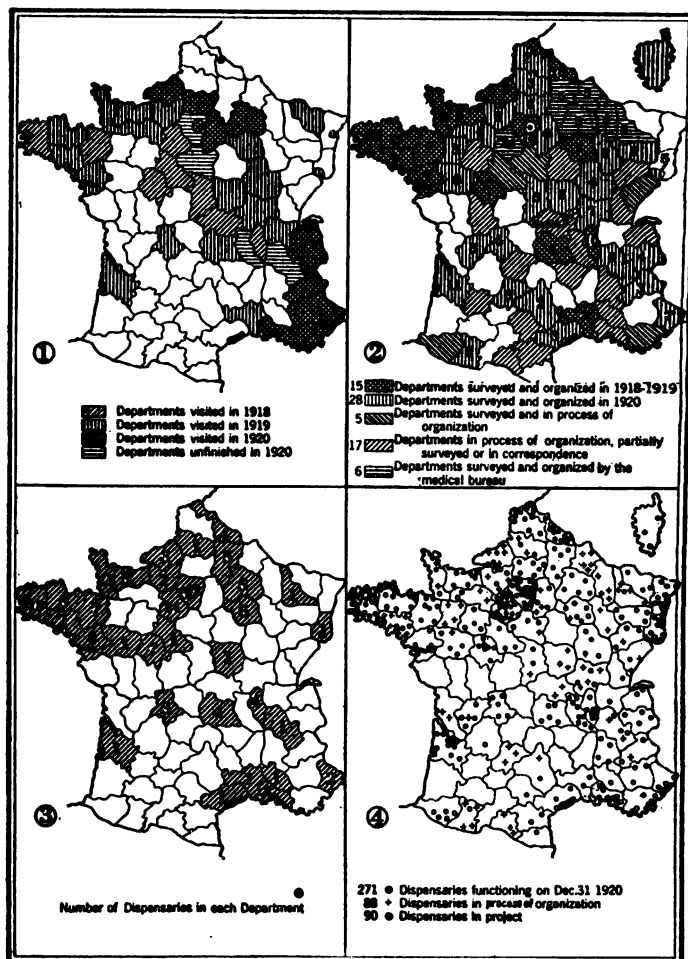 ①
Departments visited in 1918
Departments visited in 1919
Departments visited in 1920
Departments unfinished in 1920
②
15 Departments surveyed and organized in 1918-1919
28 Departments surveyed and organized in 1920
5 Departments surveyed and in process of
organization
17 Departments in process of organization, partially
surveyed or in correspondence
6 Departments surveyed and organized by the
medical bureau
③
Number of Dispensaries in each Department
④
271 Dispensaries functioning on Dec. 31 1920
88 + Dispensaries in process of organization
90 Dispensaries in project